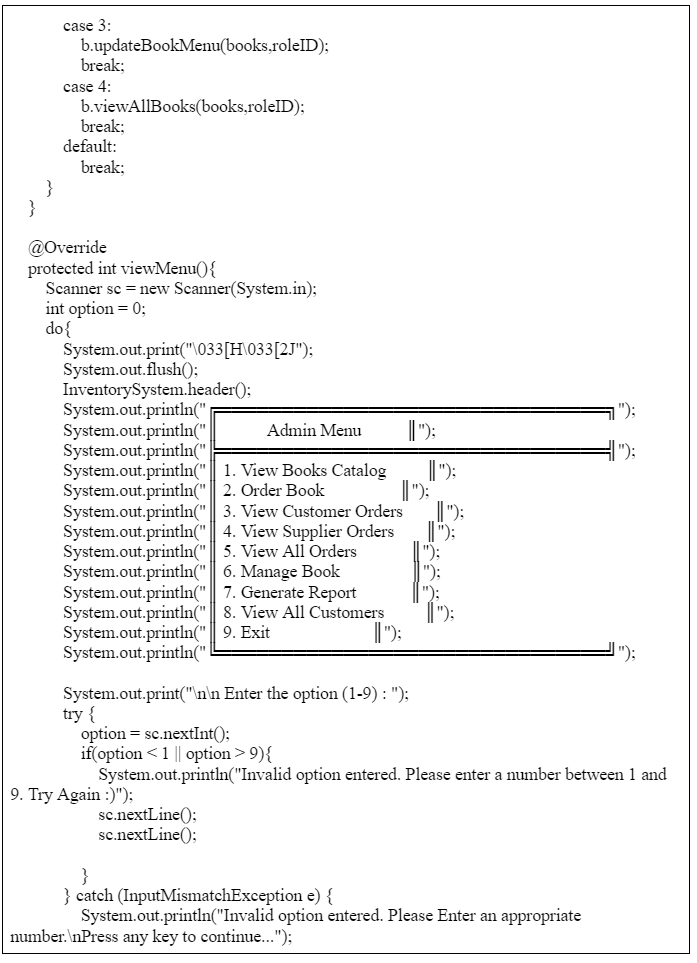 case 3:
b.updateBookMenu(books,roleID);
break;
case 4:
b.viewAllBooks(books,roleID);
break;
default:
break;
}
}
@Override
protected int viewMenu(){
Scanner sc = new Scanner(System.in);
int option = 0;
do{
System.out.print("\033[H\033[2J");
System.out.flush();
InventorySystem.header();
System.out.println("╔══════════════════════════════════════╗");
System.out.println("║ Admin Menu ║");
System.out.println("╠══════════════════════════════════════╣");
System.out.println("║ 1. View Books Catalog ║");
System.out.println("║ 2. Order Book ║");
System.out.println("║ 3. View Customer Orders ║");
System.out.println("║ 4. View Supplier Orders ║");
System.out.println("║ 5. View All Orders ║");
System.out.println("║ 6. Manage Book ║");
System.out.println("║ 7. Generate Report ║");
System.out.println("║ 8. View All Customers ║");
System.out.println("║ 9. Exit ║");
System.out.println("╚══════════════════════════════════════╝");
System.out.print("\n\n Enter the option (1-9) : ");
try {
option = sc.nextInt();
if(option < 1 || option > 9){
System.out.println("Invalid option entered. Please enter a number between 1 and
9. Try Again :)");
sc.nextLine();
sc.nextLine();
}
} catch (InputMismatchException e) {
System.out.println("Invalid option entered. Please Enter an appropriate
number.\nPress any key to continue...");